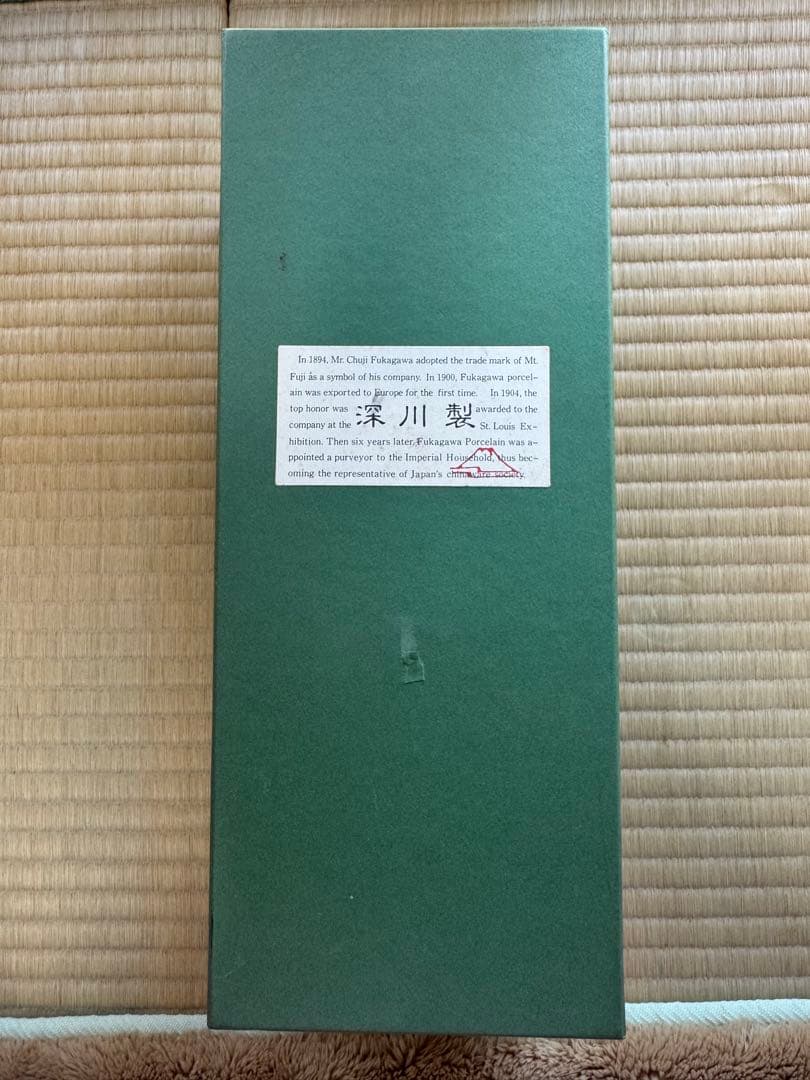 In 1894, Mr. Chuji Fukagawa adopted the trade mark of Mt.
Fuji as a symbol of his company. In 1900, Fukagawa porcel-
ain was exported to Europe for the first time. In 1904, the
top honor was 深川製 awarded to the
company at the St. Louis Ex-
hibition. Then six years later, Fukagawa Porcelain was a-
ppointed a purveyor to the Imperial Household, thus bec-
oming the representative of Japan's chinaware society.